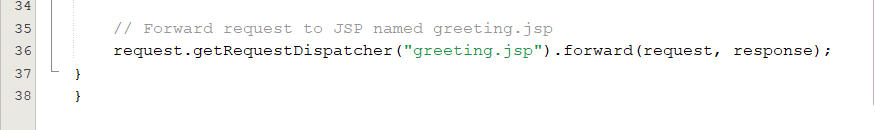 34
35 // Forward request to JSP named greeting.jsp
36 request.getRequestDispatcher("greeting.jsp").forward(request, response);
37 }
38 }